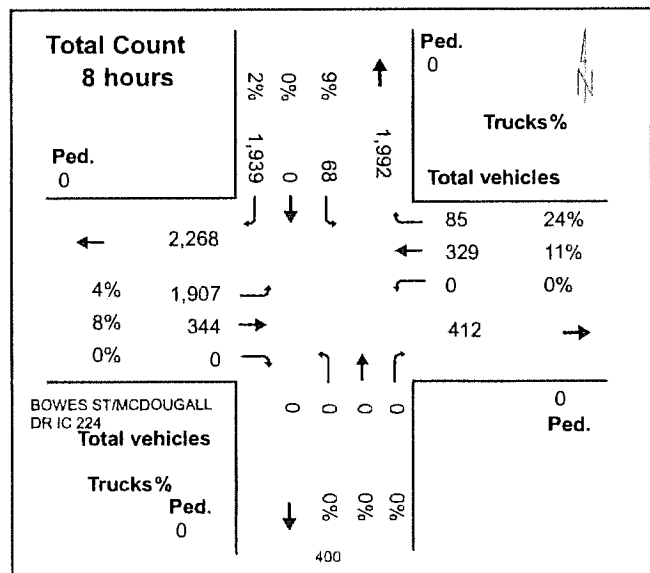 Total Count
8 hours
Ped.
0
2% 0% 9%
1,939 0 68 1,992
Ped.
0
N
Trucks%
Total vehicles
85 24%
329 11%
0 0%
412
2,268
4% 1,907
8% 344
0% 0
BOWES ST/MCDOUGALL
DR IC 224
Total vehicles
Trucks%
Ped.
0
0 0 0 0
0% 0% 0%
400
0
Ped.